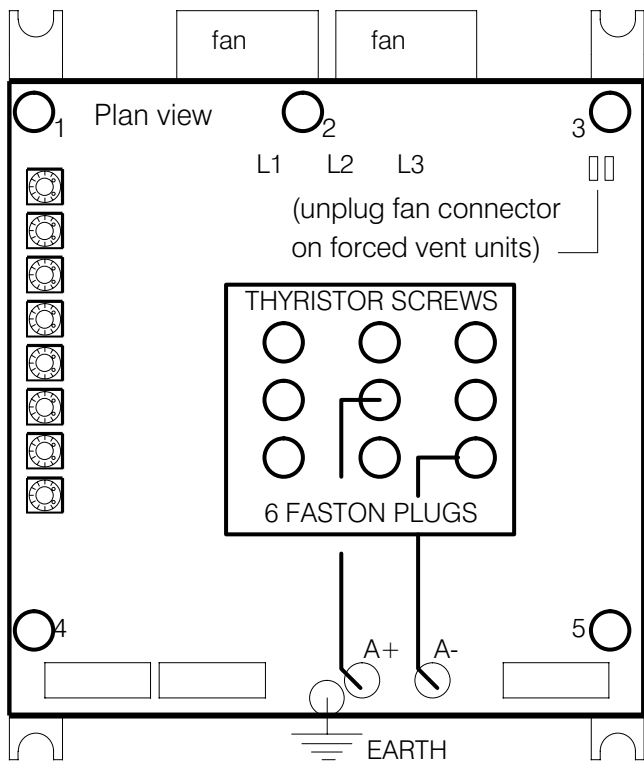 fan
fan
1
Plan view
2
3
L1 L2 L3
(unplug fan connector
on forced vent units)
THYRISTOR SCREWS
6 FASTON PLUGS
4
5
A+
A-
EARTH